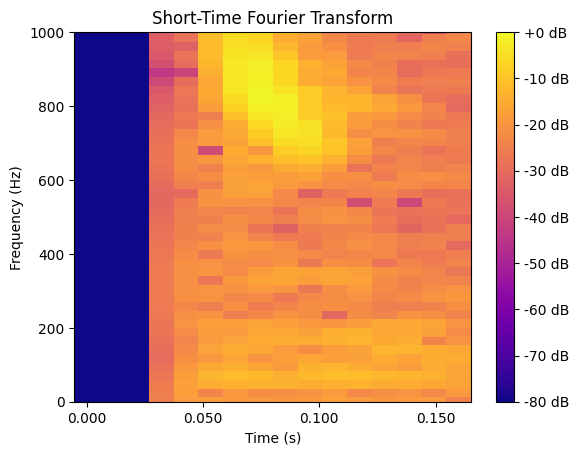 Short-Time Fourier Transform
1000
800
600
400
200
0
Frequency (Hz)
0.000
0.050
0.100
0.150
Time (s)
+0 dB
-10 dB
-20 dB
-30 dB
-40 dB
-50 dB
-60 dB
-70 dB
-80 dB